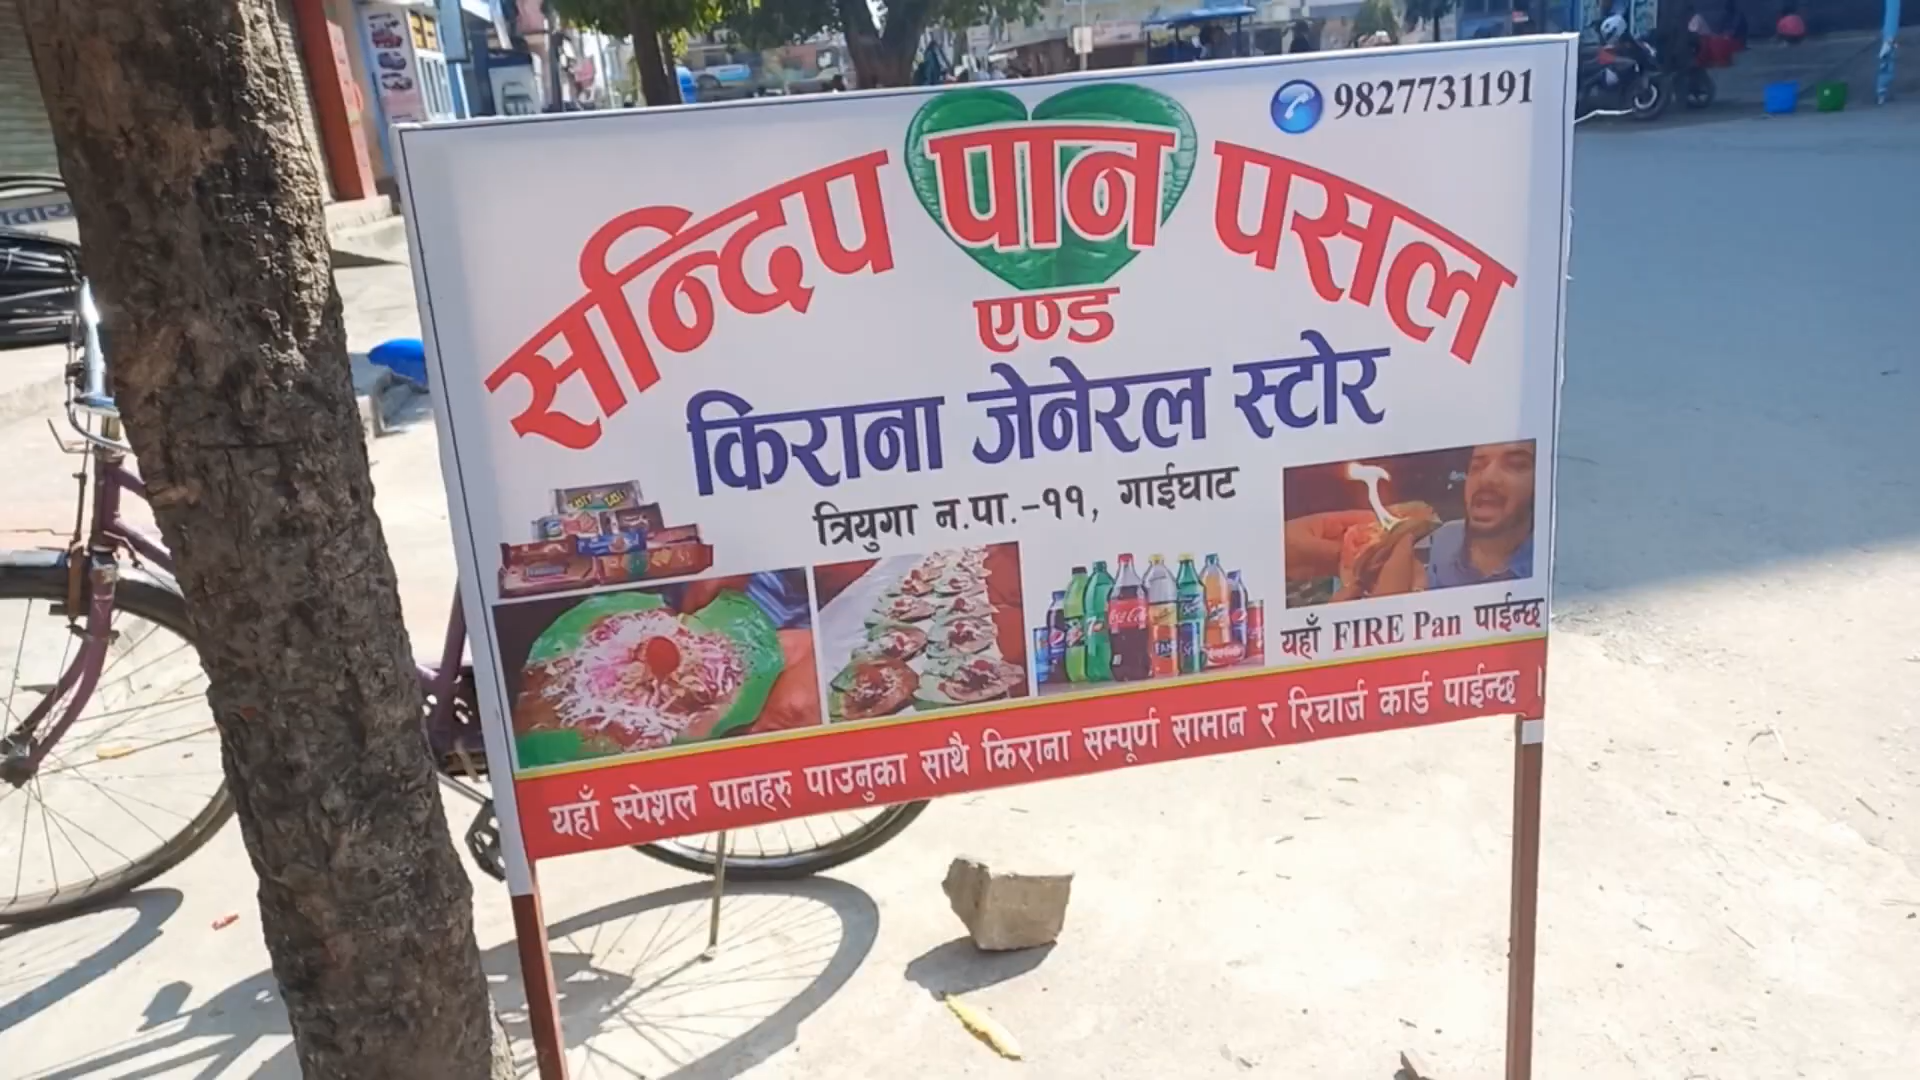 9827731191
सन्दिप पान पसल
एण्ड
किराना जेनेरल स्टोर
त्रियुगा न.पा.-११, गाईघाट
यहाँ FIRE Pan पाईन्छ
यहाँ स्पेशल पानहरु पाउनुका साथै किराना सम्पूर्ण सामान र रिचार्ज कार्ड पाईन्छ ।